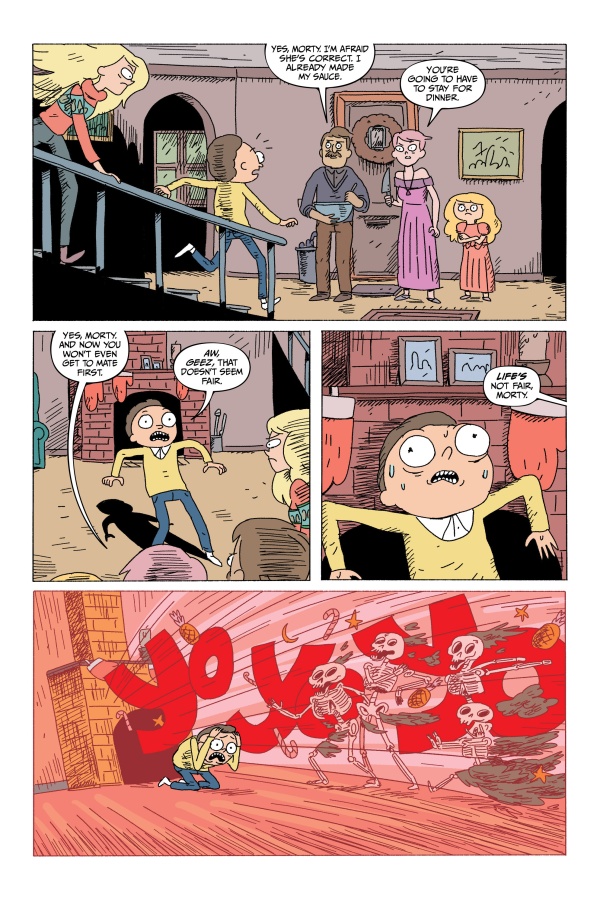 YES, MORTY. I'M AFRAID
SHE'S CORRECT. I
ALREADY MADE
MY SAUCE.
YOU'RE
GOING TO HAVE
TO STAY FOR
DINNER.
YES, MORTY.
AND NOW YOU
WON'T EVEN
GET TO MATE
FIRST.
AW,
GEEZ, THAT
DOESN'T SEEM
FAIR.
LIFE'S
NOT FAIR,
MORTY.